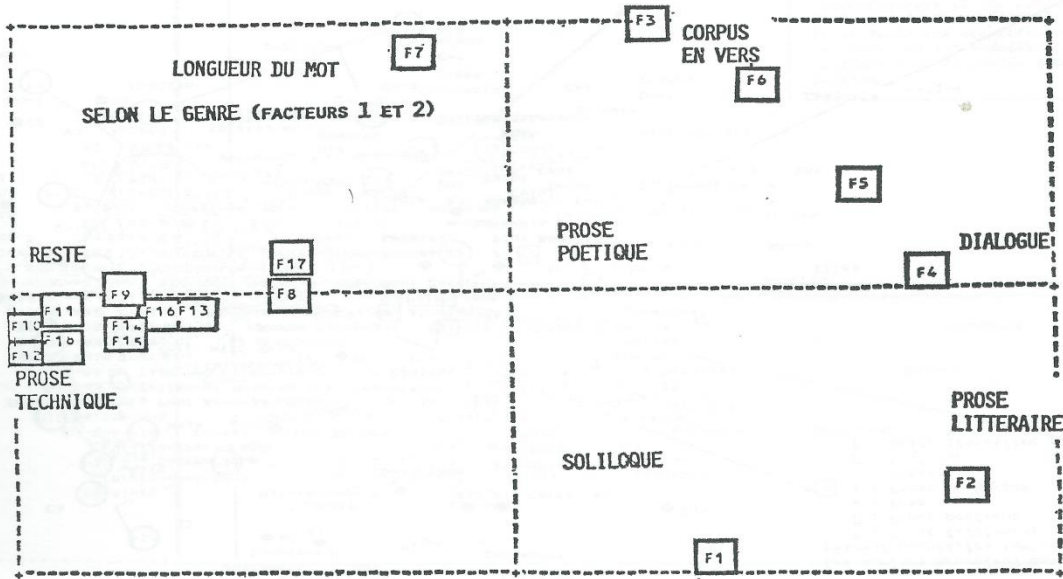 F3
CORPUS
EN VERS
F7
LONGUEUR DU MOT
F6
SELON LE GENRE (FACTEURS 1 ET 2)
F5
PROSE
POETIQUE
DIALOGUE
RESTE
F17
F4
F9
F8
F11
F16 F13
F10
F14
F18
F15
F12
PROSE
TECHNIQUE
PROSE
LITTERAIRE
SOLILOQUE
F2
F1